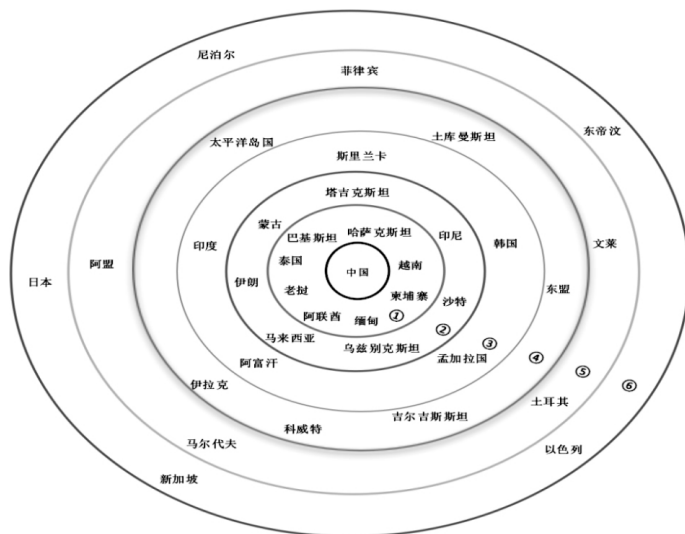 尼泊尔
菲律宾
东帝汶
太平洋岛国
土库曼斯坦
斯里兰卡
塔吉克斯坦
蒙古
巴基斯坦
哈萨克斯坦
印尼
印度
韩国
文莱
阿盟
泰国
中国
越南
日本
伊朗
老挝
柬埔寨
沙特
东盟
阿联酋
缅甸
①
马来西亚
乌兹别克斯坦
②
③
阿富汗
孟加拉国
④
⑤
伊拉克
⑥
土耳其
科威特
吉尔吉斯斯坦
马尔代夫
以色列
新加坡